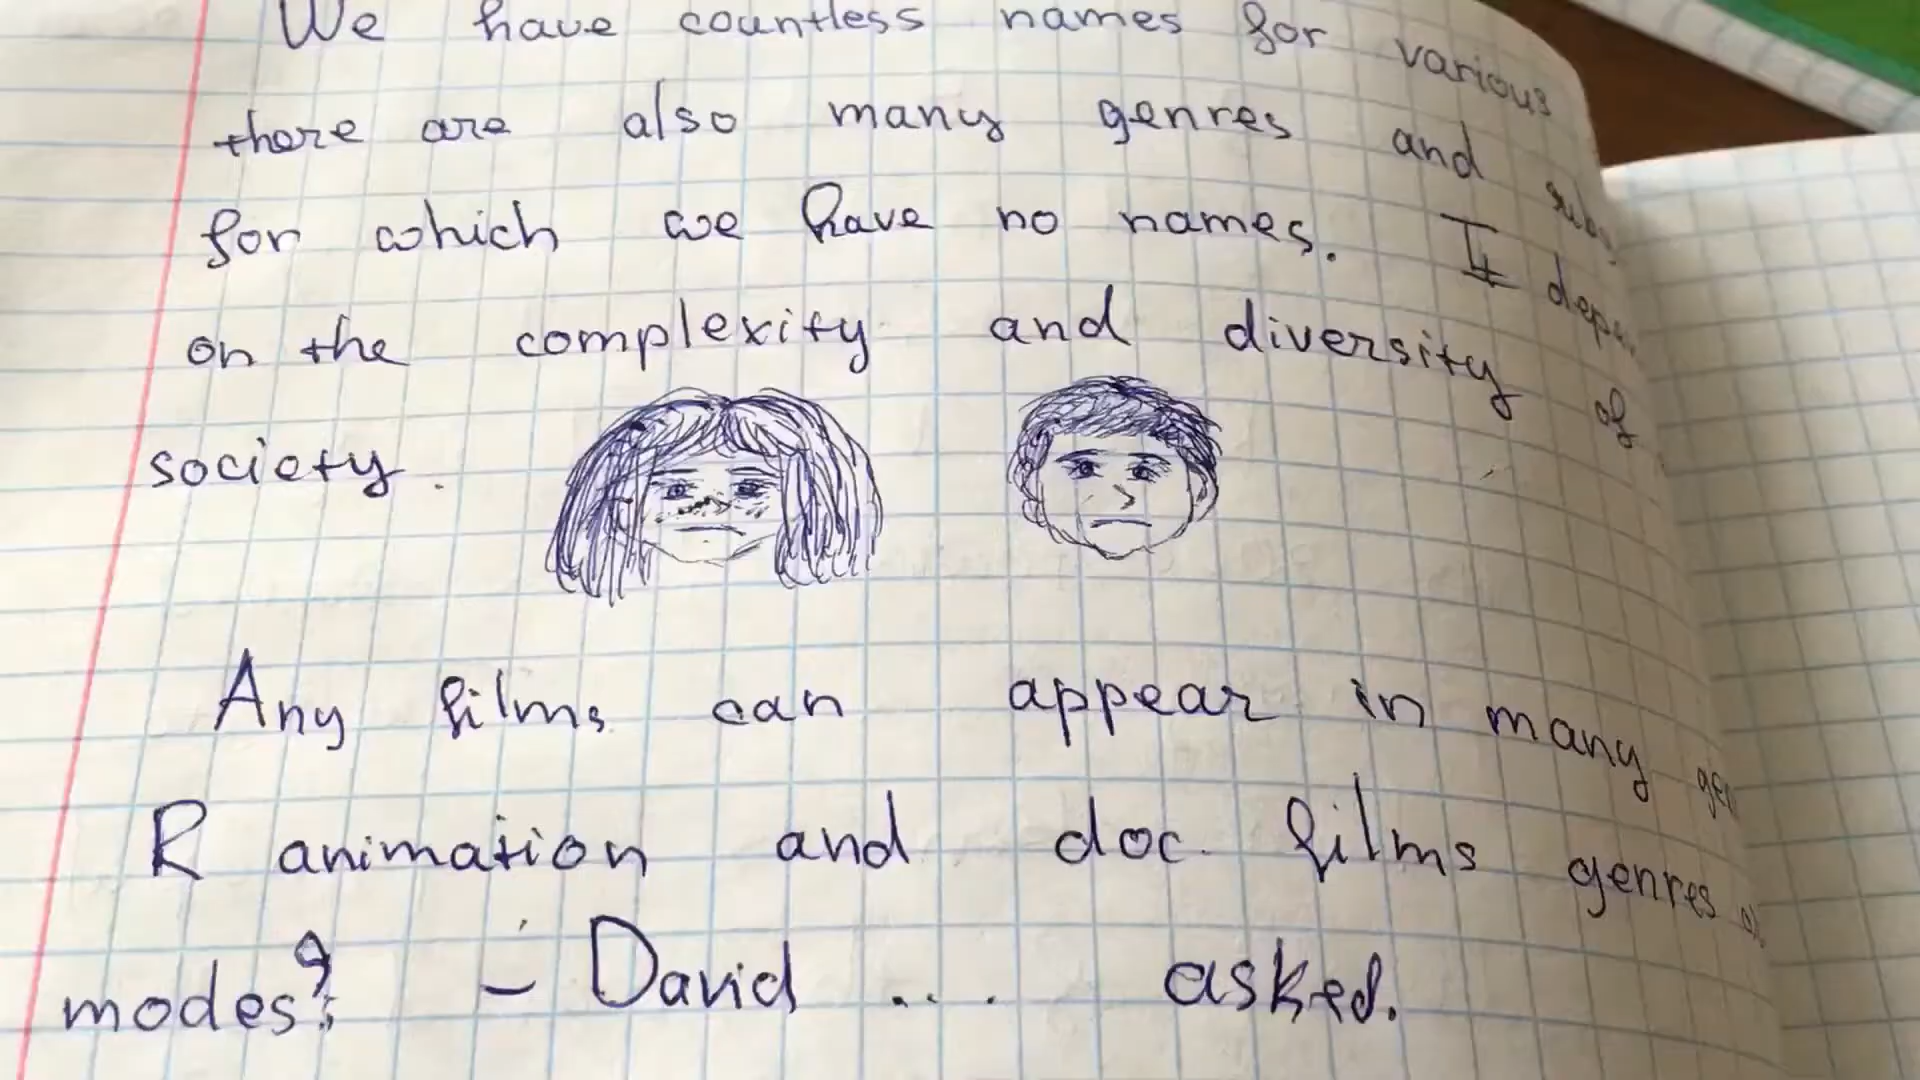 We have countless names for various
there are also many genres and
for which we have no names. It
on the complexity and diversity of
society.
Any films can appear in many
R animation and doc. films genres
modes? - David ... asked.